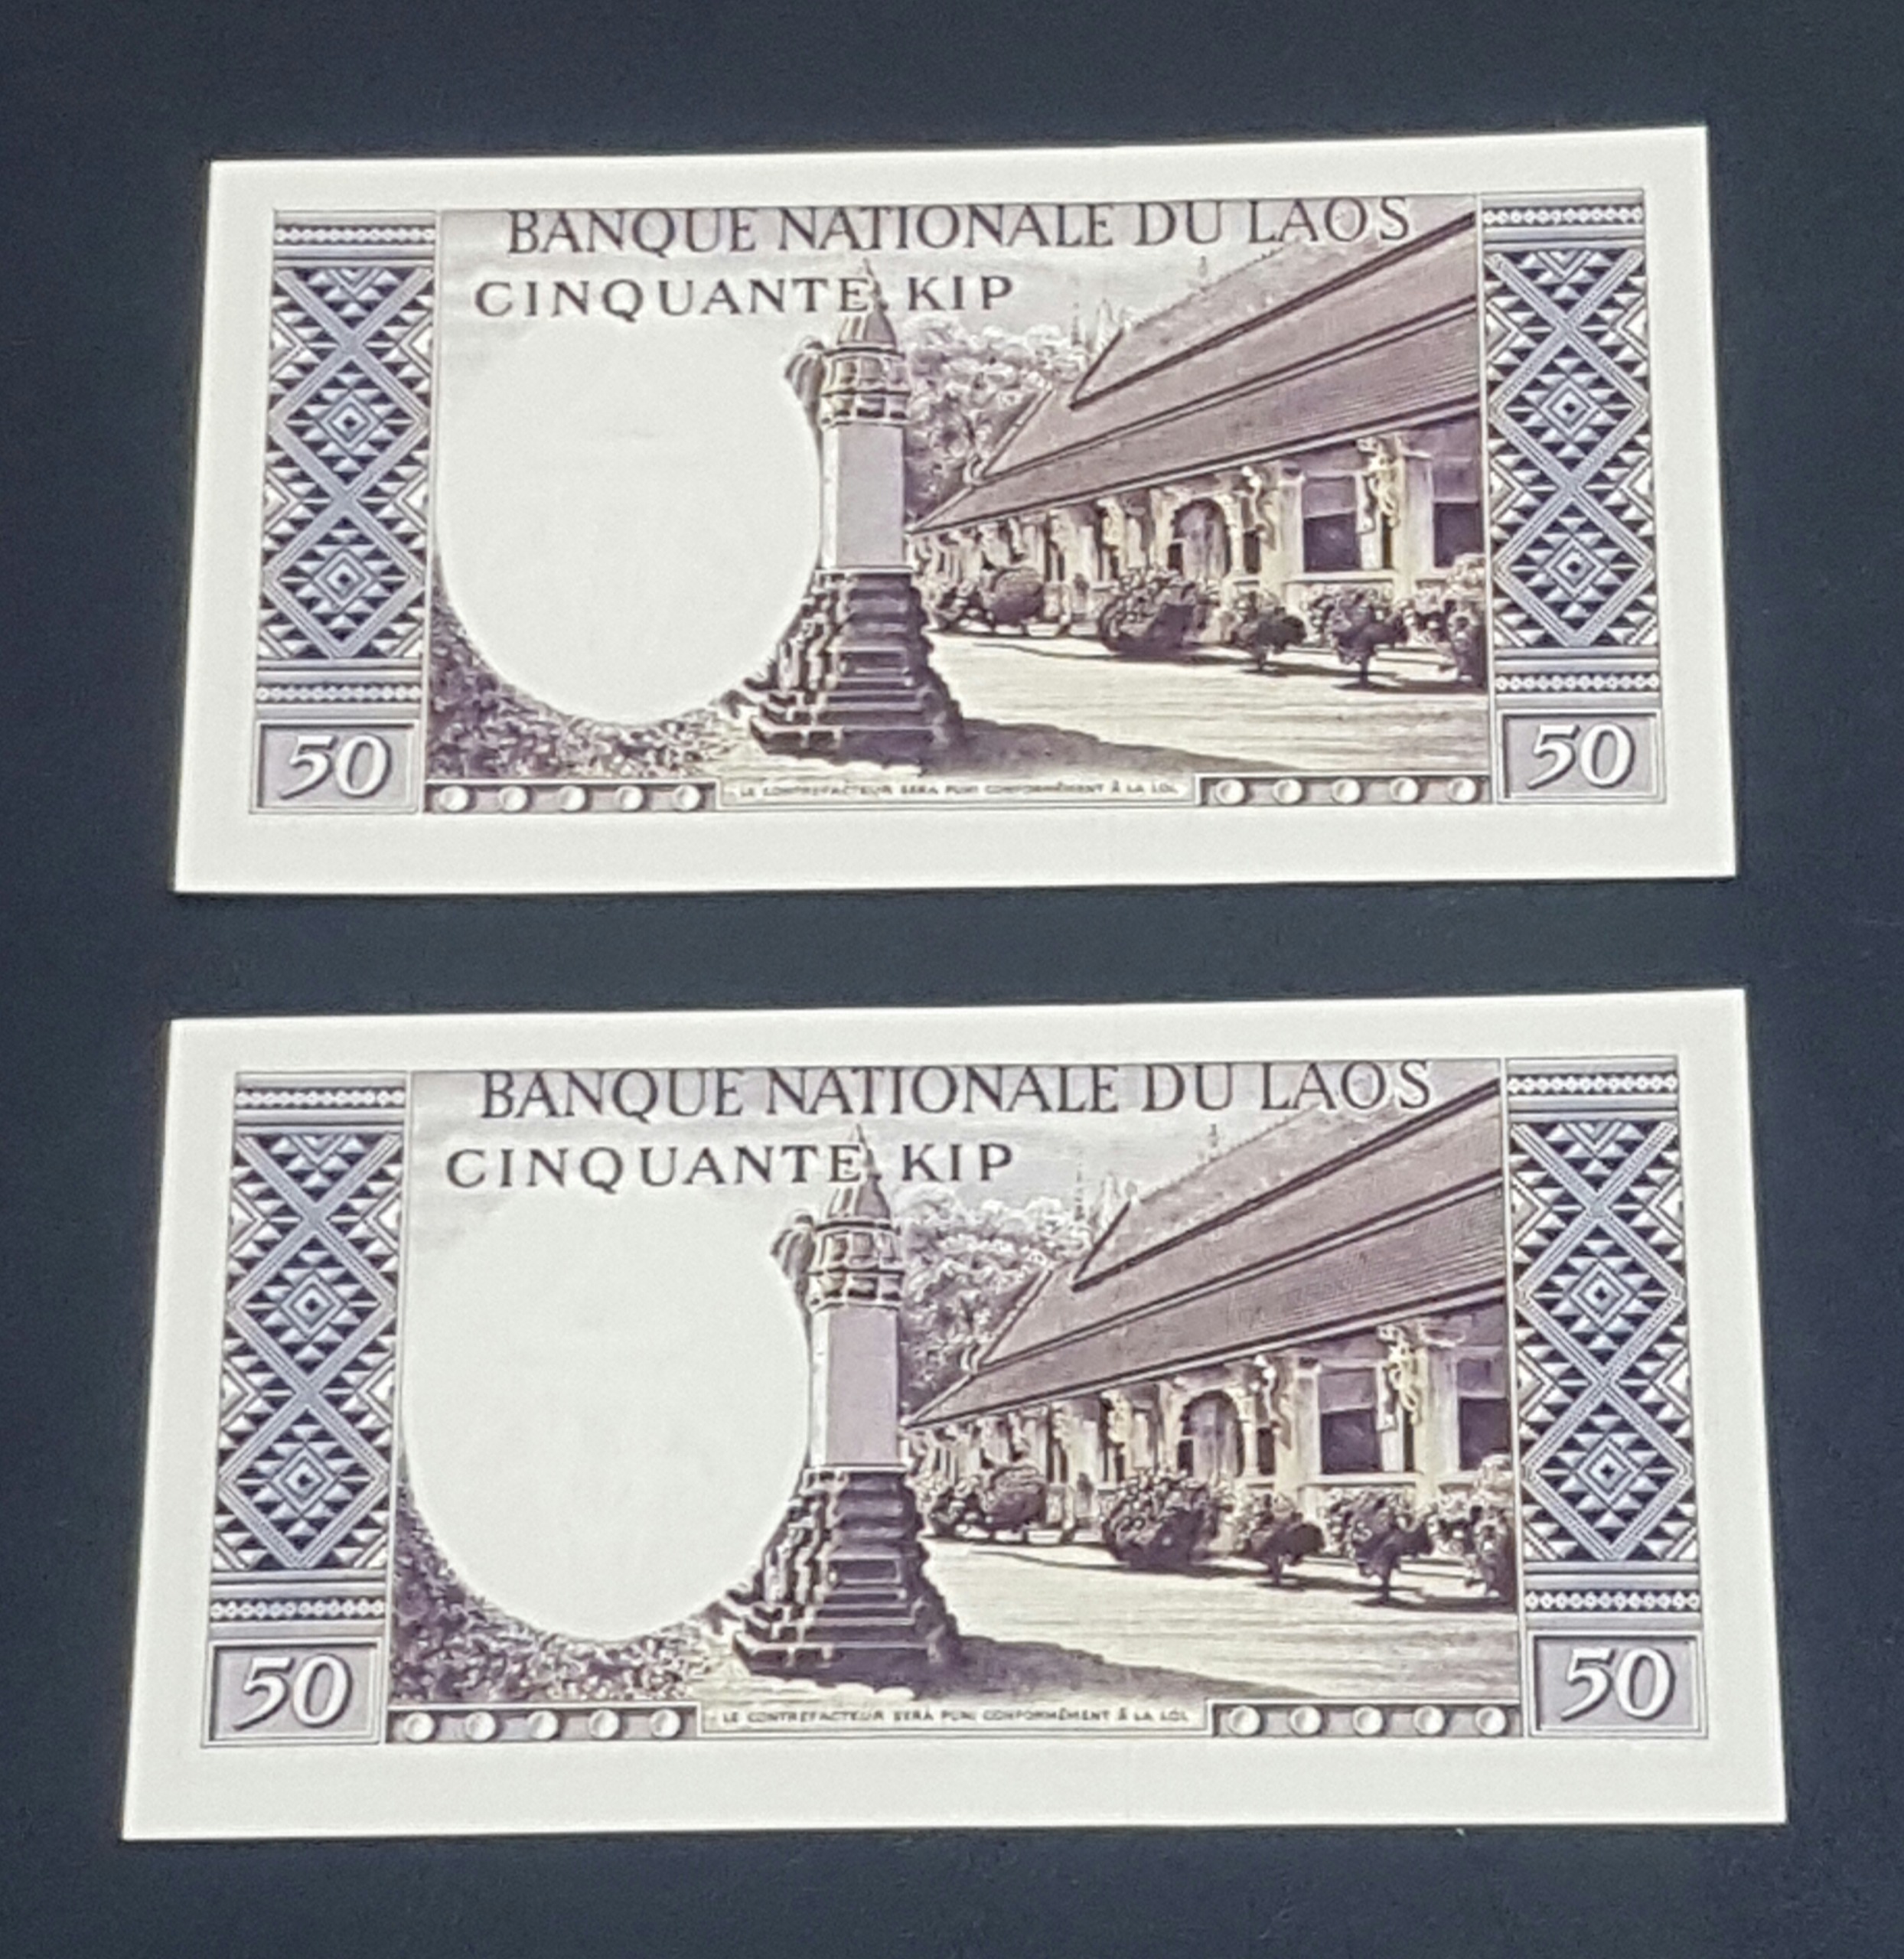 BANQUE NATIONALE DU LAOS
CINQUANTE KIP
50
LE CONTREFACTEUR SERA PUNI CONFORMÉMENT À LA LOI
50
BANQUE NATIONALE DU LAOS
CINQUANTE KIP
50
LE CONTREFACTEUR SERA PUNI CONFORMÉMENT À LA LOI
50